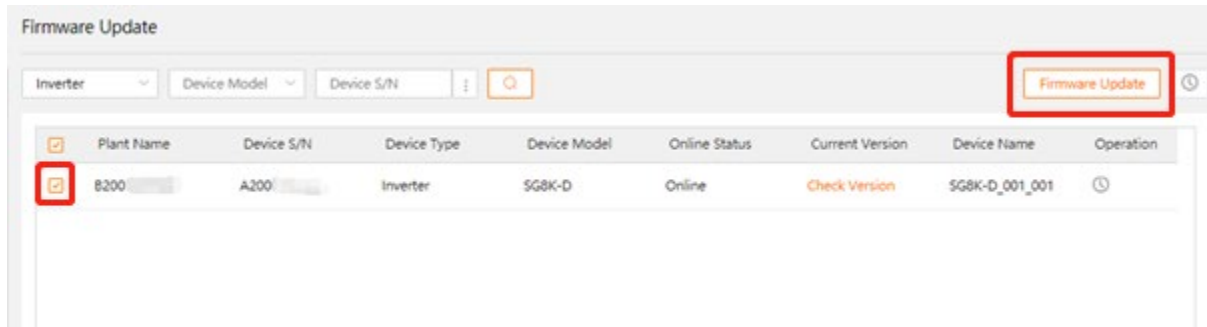 Firmware Update
Inverter Device Model Device S/N Firmware Update
Plant Name Device S/N Device Type Device Model Online Status Current Version Device Name Operation
B200 A200 Inverter SG8K-D Online Check Version SG8K-D_001_001